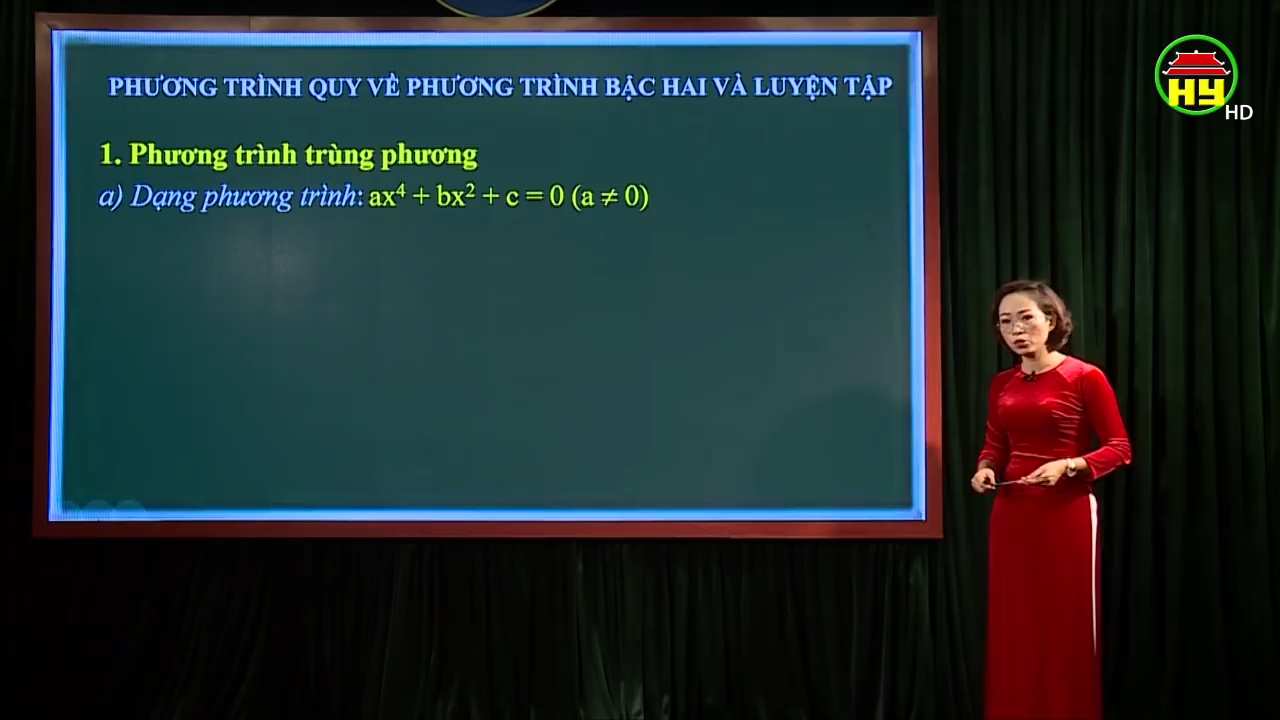 PHƯƠNG TRÌNH QUY VỀ PHƯƠNG TRÌNH BẬC HAI VÀ LUYỆN TẬP
1. Phương trình trùng phương
a) Dạng phương trình: ax⁴ + bx² + c = 0 (a ≠ 0)
HY
HD